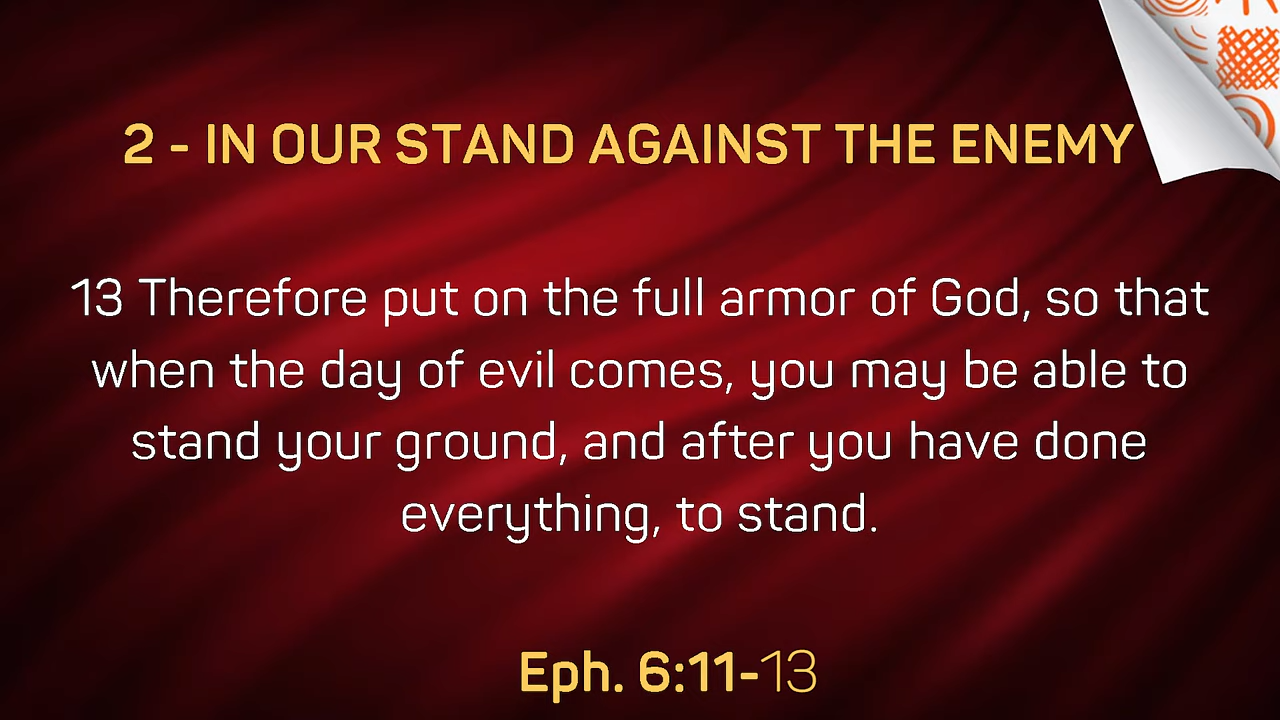 2 - IN OUR STAND AGAINST THE ENEMY
13 Therefore put on the full armor of God, so that
when the day of evil comes, you may be able to
stand your ground, and after you have done
everything, to stand.
Eph. 6:11-13